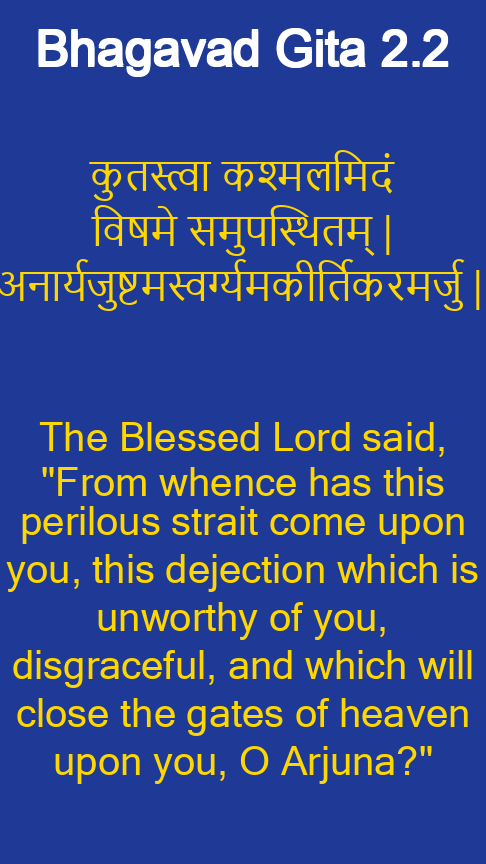 Bhagavad Gita 2.2
कुतस्त्वा कश्मलमिदं
विषमे समुपस्थितम् |
अनार्यजुष्टमस्वर्ग्यमकीर्तिकरमर्जु |
The Blessed Lord said,
"From whence has this
perilous strait come upon
you, this dejection which is
unworthy of you,
disgraceful, and which will
close the gates of heaven
upon you, O Arjuna?"